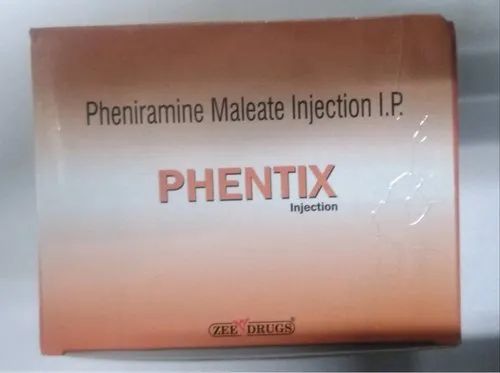 Pheniramine Maleate Injection I.P.
PHENTIX
Injection
ZEE DRUGS